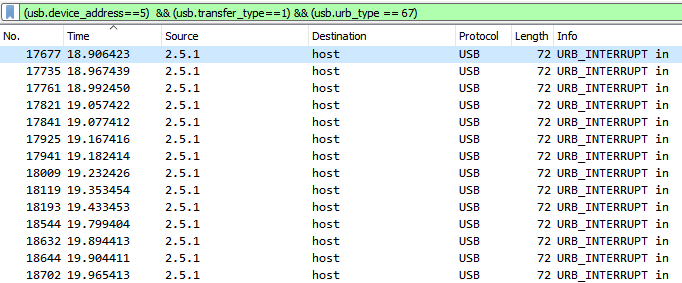 (usb.device_address==5) && (usb.transfer_type==1) && (usb.urb_type == 67)
No. Time Source Destination Protocol Length Info
17677 18.906423 2.5.1 host USB 72 URB_INTERRUPT in
17735 18.967439 2.5.1 host USB 72 URB_INTERRUPT in
17761 18.992450 2.5.1 host USB 72 URB_INTERRUPT in
17821 19.057422 2.5.1 host USB 72 URB_INTERRUPT in
17841 19.077412 2.5.1 host USB 72 URB_INTERRUPT in
17925 19.167416 2.5.1 host USB 72 URB_INTERRUPT in
17941 19.182414 2.5.1 host USB 72 URB_INTERRUPT in
18009 19.232426 2.5.1 host USB 72 URB_INTERRUPT in
18119 19.353454 2.5.1 host USB 72 URB_INTERRUPT in
18193 19.433453 2.5.1 host USB 72 URB_INTERRUPT in
18544 19.799404 2.5.1 host USB 72 URB_INTERRUPT in
18632 19.894413 2.5.1 host USB 72 URB_INTERRUPT in
18644 19.904411 2.5.1 host USB 72 URB_INTERRUPT in
18702 19.965413 2.5.1 host USB 72 URB_INTERRUPT in